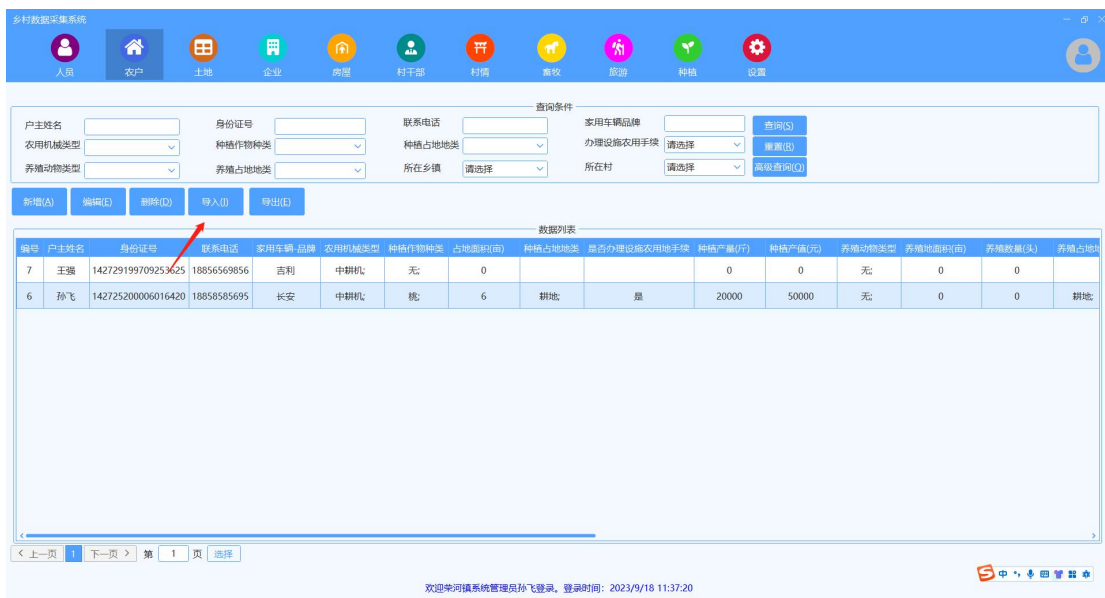 乡村数据采集系统
人员 农户 土地 企业 房屋 村干部 村情 畜牧 旅游 种植 设置
查询条件
户主姓名 身份证号 联系电话 家用车辆品牌 查询(S)
农用机械类型 种植作物种类 种植占地地类 办理设施农用手续 请选择 重置(R)
养殖动物类型 养殖占地地类 所在乡镇 请选择 所在村 请选择 高级查询(Q)
新增(A) 编辑(E) 删除(D) 导入(I) 导出(E)
数据列表
编号 户主姓名 身份证号 联系电话 家用车辆-品牌 农用机械类型 种植作物种类 占地面积(亩) 种植占地地类 是否办理设施农用地手续 种植产量(斤) 种植产值(元) 养殖动物类型 养殖地面积(亩) 养殖数量(头) 养殖占地地
7 王强 142729199709253625 18856569856 吉利 中耕机; 无; 0 0 0 无; 0 0
6 孙飞 142725200006016420 18858585695 长安 中耕机; 桃; 6 耕地; 是 20000 50000 无; 0 0 耕地;
上一页 1 下一页 第 1 页 选择
中
欢迎荣河镇系统管理员孙飞登录。登录时间：2023/9/18 11:37:20